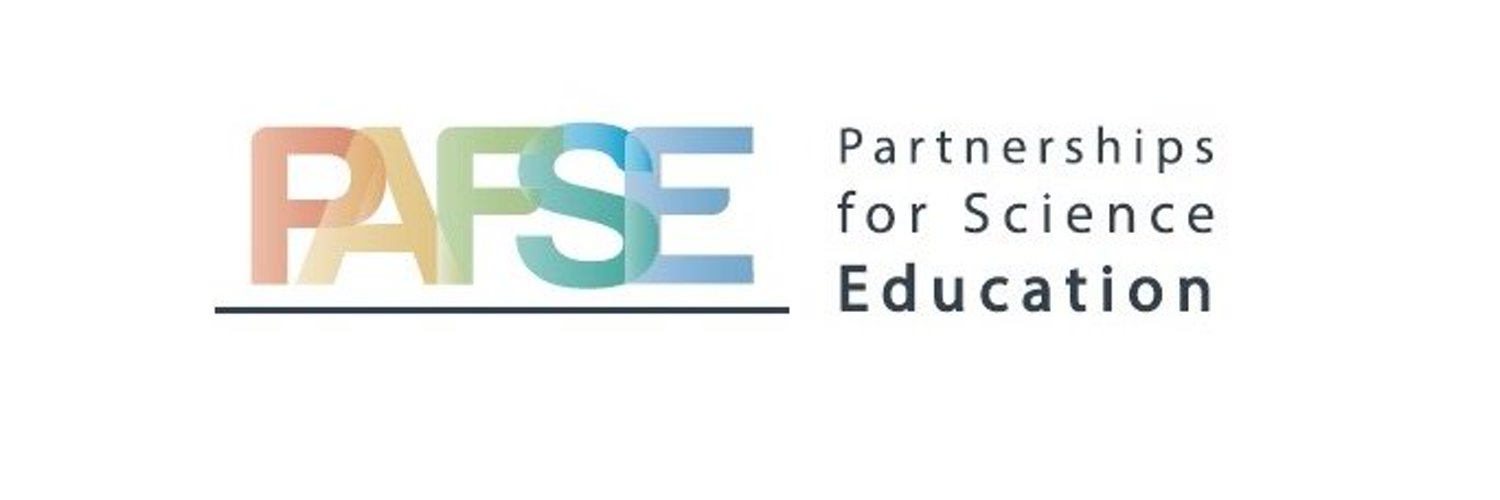 PAFSE
Partnerships
for Science
Education